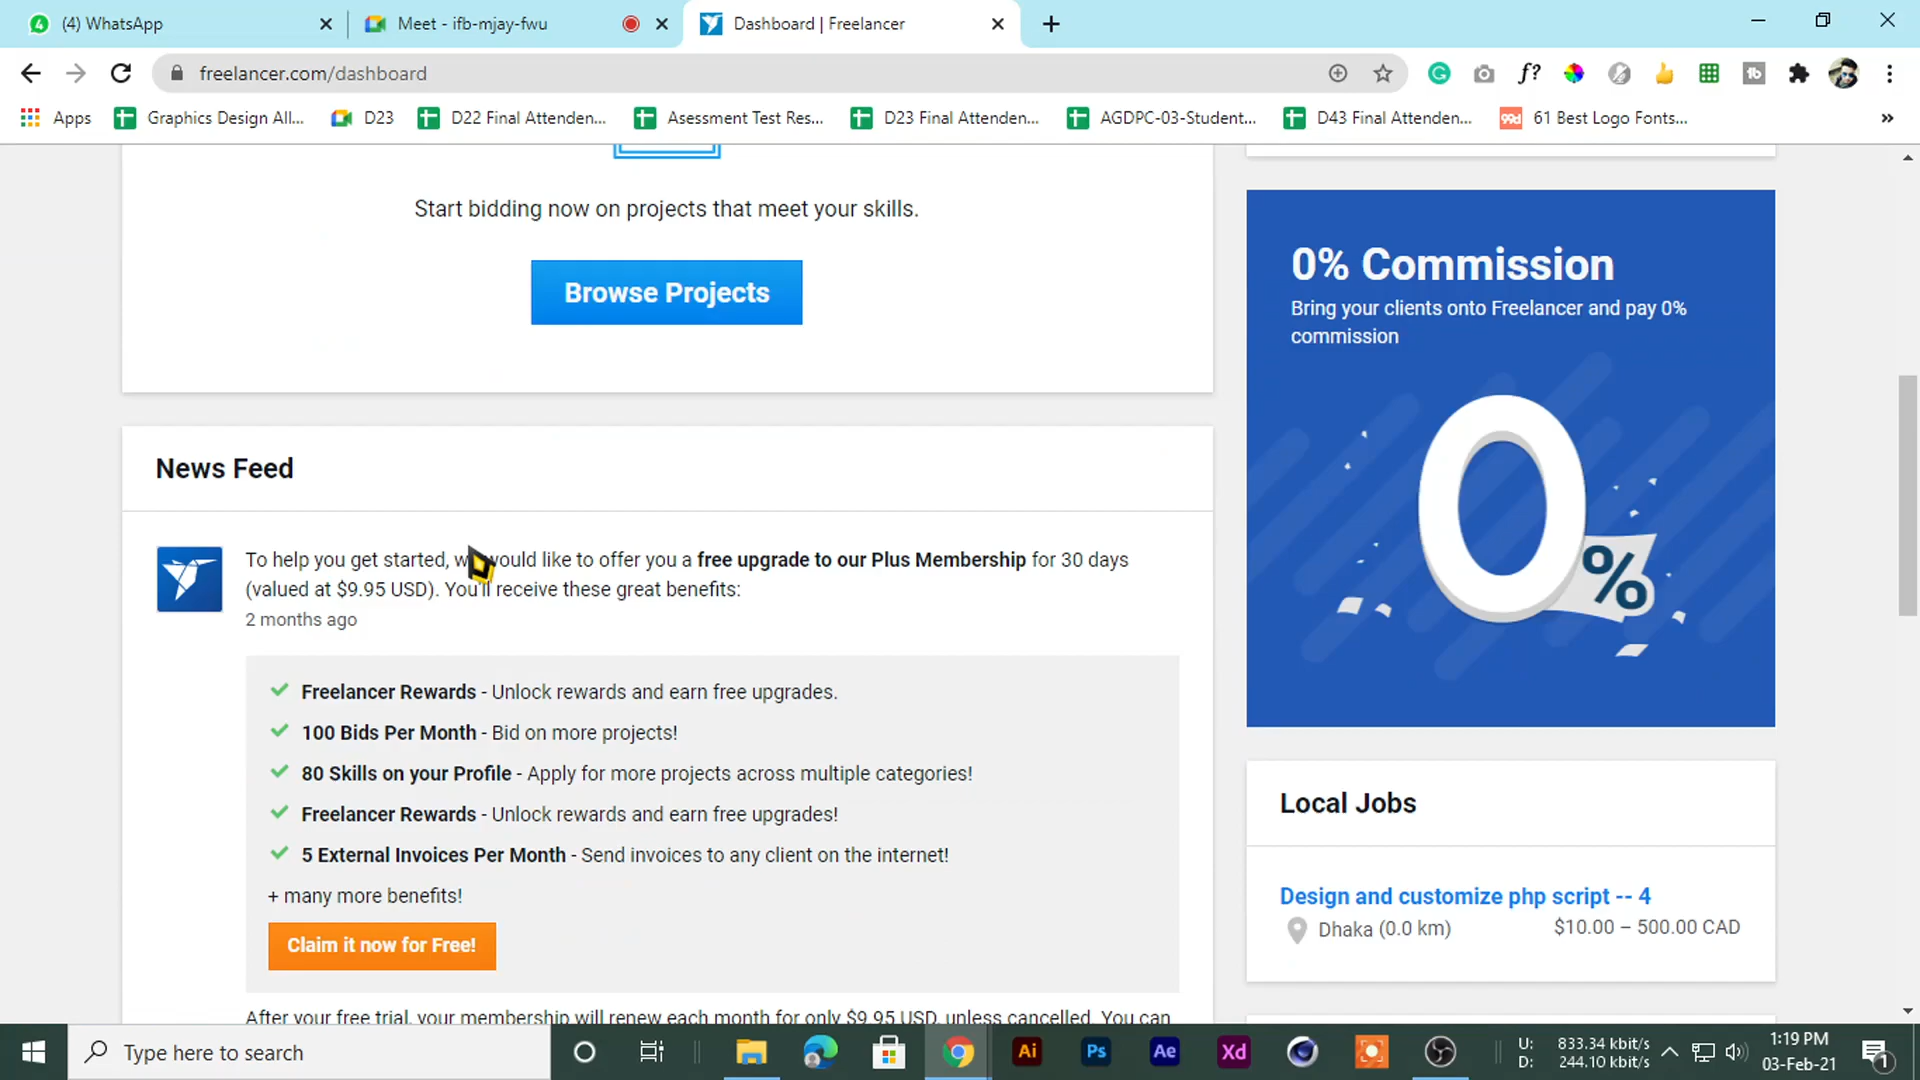 (4) WhatsApp
Meet - ifb-mjay-fwu
Dashboard | Freelancer
freelancer.com/dashboard
f?
Apps
Graphics Design All...
D23
D22 Final Attenden...
Asessment Test Res...
D23 Final Attenden...
AGDPC-03-Student...
D43 Final Attenden...
99d
61 Best Logo Fonts...
»
Start bidding now on projects that meet your skills.
Browse Projects
0% Commission
Bring your clients onto Freelancer and pay 0%
commission
0%
News Feed
To help you get started, we would like to offer you a free upgrade to our Plus Membership for 30 days
(valued at $9.95 USD). You'll receive these great benefits:
2 months ago
Freelancer Rewards - Unlock rewards and earn free upgrades.
100 Bids Per Month - Bid on more projects!
80 Skills on your Profile - Apply for more projects across multiple categories!
Freelancer Rewards - Unlock rewards and earn free upgrades!
5 External Invoices Per Month - Send invoices to any client on the internet!
+ many more benefits!
Claim it now for Free!
After your free trial, your membership will renew each month for only $9.95 USD, unless cancelled. You can
Local Jobs
Design and customize php script -- 4
Dhaka (0.0 km)
$10.00 – 500.00 CAD
Type here to search
Ai
Ps
Ae
Xd
U: 833.34 kbit/s
D: 244.10 kbit/s
1:19 PM
03-Feb-21
1